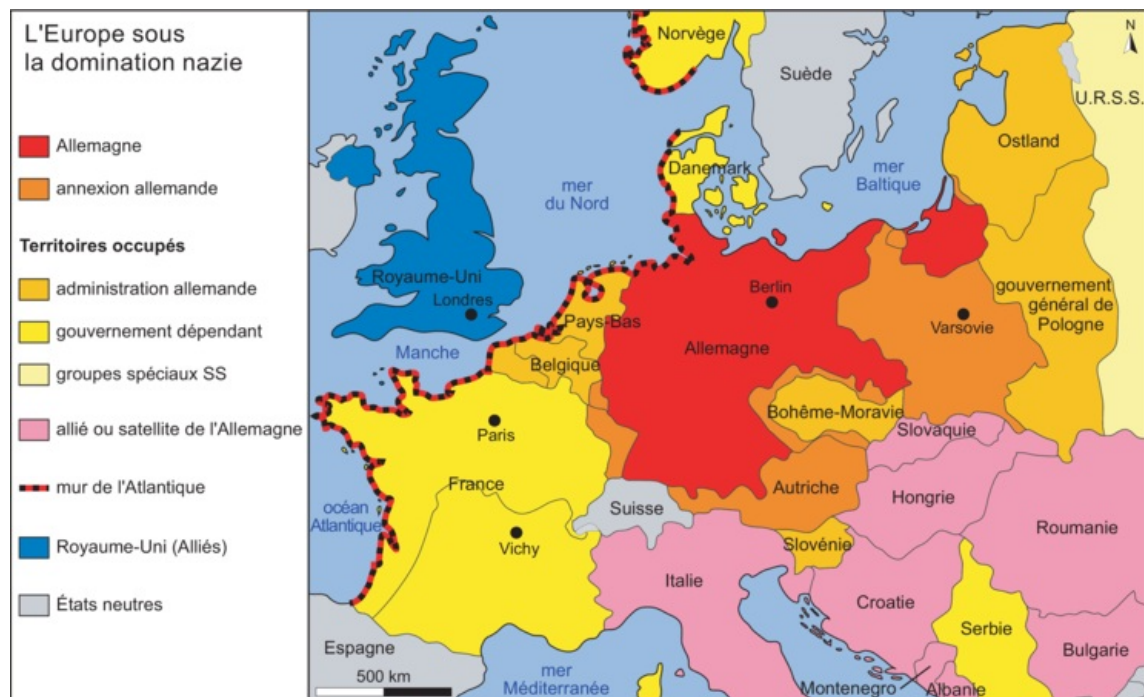 L'Europe sous
la domination nazie
Allemagne
annexion allemande
Territoires occupés
administration allemande
gouvernement dépendant
groupes spéciaux SS
allié ou satellite de l'Allemagne
mur de l'Atlantique
Royaume-Uni (Alliés)
États neutres
N
Norvège
Suède
U.R.S.S.
Ostland
Danemark
mer
Baltique
mer
du Nord
Royaume-Uni
Londres
Berlin
Pays-Bas
gouvernement
général de
Pologne
Varsovie
Manche
Allemagne
Belgique
Bohême-Moravie
Slovaquie
Paris
France
océan
Atlantique
Suisse
Autriche
Hongrie
Roumanie
Vichy
Slovénie
Italie
Croatie
Serbie
Espagne
Bulgarie
500 km
mer
Méditerranée
Montenegro
Albanie